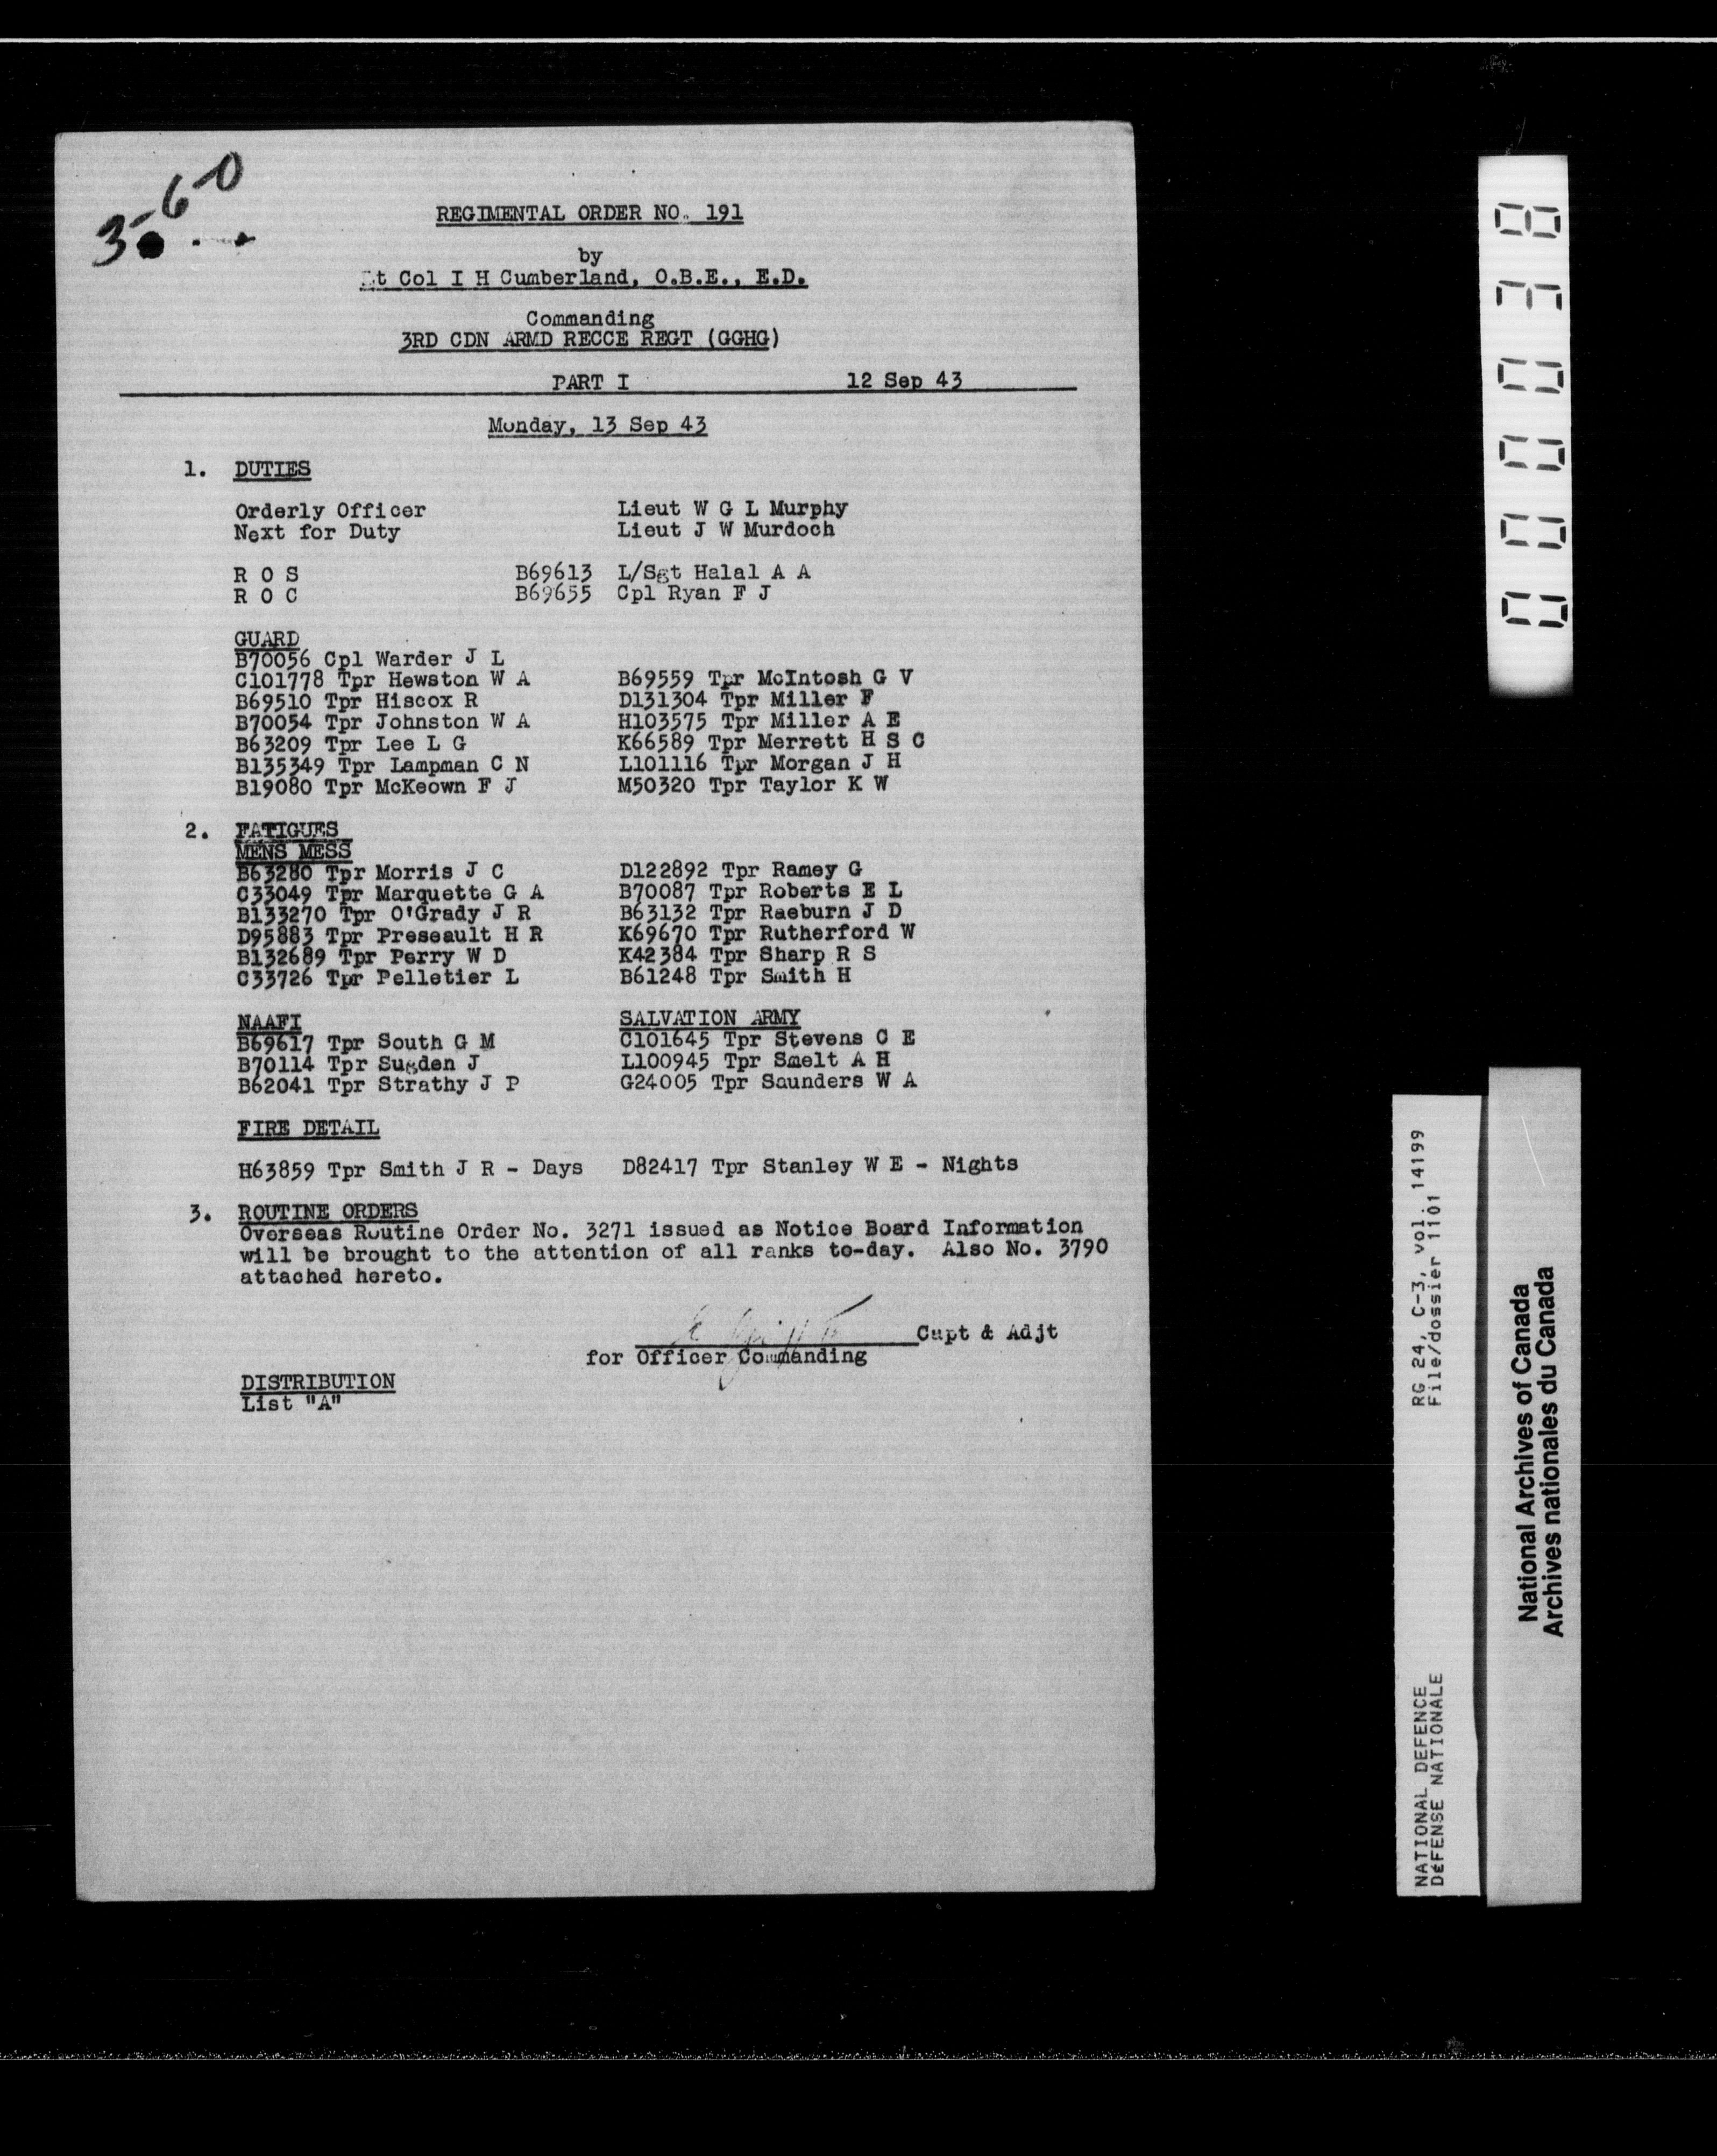 3-6-0
REGIMENTAL ORDER NO. 191
by
Lt Col I H Cumberland, O.B.E., E.D.
Commanding
3RD CDN ARMD RECCE REGT (GGHG)
PART I 12 Sep 43
Monday, 13 Sep 43
1. DUTIES
Orderly Officer Lieut W G L Murphy
Next for Duty Lieut J W Murdoch
R O S B69613 L/Sgt Halal A A
R O C B69655 Cpl Ryan F J
GUARD
B70056 Cpl Warder J L
C101778 Tpr Hewston W A B69559 Tpr McIntosh G V
B69510 Tpr Hiscox R D131304 Tpr Miller F
B70054 Tpr Johnston W A H103575 Tpr Miller A E
B63209 Tpr Lee L G K66589 Tpr Merrett H S C
B135349 Tpr Lampman C N L101116 Tpr Morgan J H
B19080 Tpr McKeown F J M50320 Tpr Taylor K W
2. FATIGUES
MENS MESS
B63280 Tpr Morris J C D122892 Tpr Ramey G
C33049 Tpr Marquette G A B70087 Tpr Roberts E L
B133270 Tpr O'Grady J R B63132 Tpr Raeburn J D
D95883 Tpr Preseault H R K69670 Tpr Rutherford W
B132689 Tpr Perry W D K42384 Tpr Sharp R S
C33726 Tpr Pelletier L B61248 Tpr Smith H
NAAFI SALVATION ARMY
B69617 Tpr South G M C101645 Tpr Stevens C E
B70114 Tpr Sugden J L100945 Tpr Smelt A H
B62041 Tpr Strathy J P G24005 Tpr Saunders W A
FIRE DETAIL
H63859 Tpr Smith J R - Days D82417 Tpr Stanley W E - Nights
3. ROUTINE ORDERS
Overseas Routine Order No. 3271 issued as Notice Board Information
will be brought to the attention of all ranks to-day. Also No. 3790
attached hereto.
Capt & Adjt
for Officer Commanding
DISTRIBUTION
List "A"
000038
NATIONAL DEFENCE RG 24, C-3, vol. 14199
DéFENSE NATIONALE File/dossier 1101
National Archives of Canada
Archives nationales du Canada